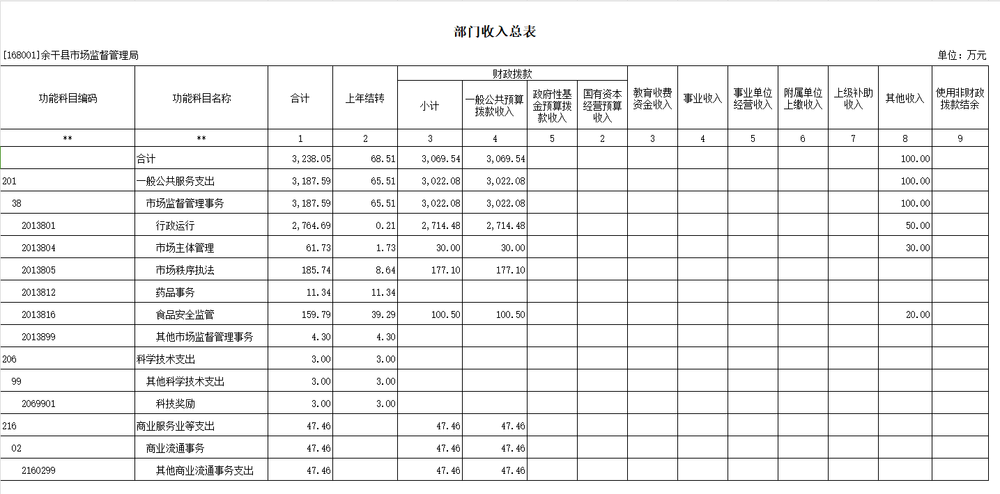 部门收入总表
[168001]余干县市场监督管理局 单位：万元
功能科目编码 功能科目名称 合计 上年结转 财政拨款 教育收费资金收入 事业收入 事业单位经营收入 附属单位上缴收入 上级补助收入 其他收入 使用非财政拨款结余
小计 一般公共预算拨款收入 政府性基金预算拨款收入 国有资本经营预算收入
** ** 1 2 3 4 5 2 3 4 5 6 7 8 9
合计 3,238.05 68.51 3,069.54 3,069.54 100.00
201 一般公共服务支出 3,187.59 65.51 3,022.08 3,022.08 100.00
38 市场监督管理事务 3,187.59 65.51 3,022.08 3,022.08 100.00
2013801 行政运行 2,764.69 0.21 2,714.48 2,714.48 50.00
2013804 市场主体管理 61.73 1.73 30.00 30.00 30.00
2013805 市场秩序执法 185.74 8.64 177.10 177.10
2013812 药品事务 11.34 11.34
2013816 食品安全监管 159.79 39.29 100.50 100.50 20.00
2013899 其他市场监督管理事务 4.30 4.30
206 科学技术支出 3.00 3.00
99 其他科学技术支出 3.00 3.00
2069901 科技奖励 3.00 3.00
216 商业服务业等支出 47.46 47.46 47.46
02 商业流通事务 47.46 47.46 47.46
2160299 其他商业流通事务支出 47.46 47.46 47.46